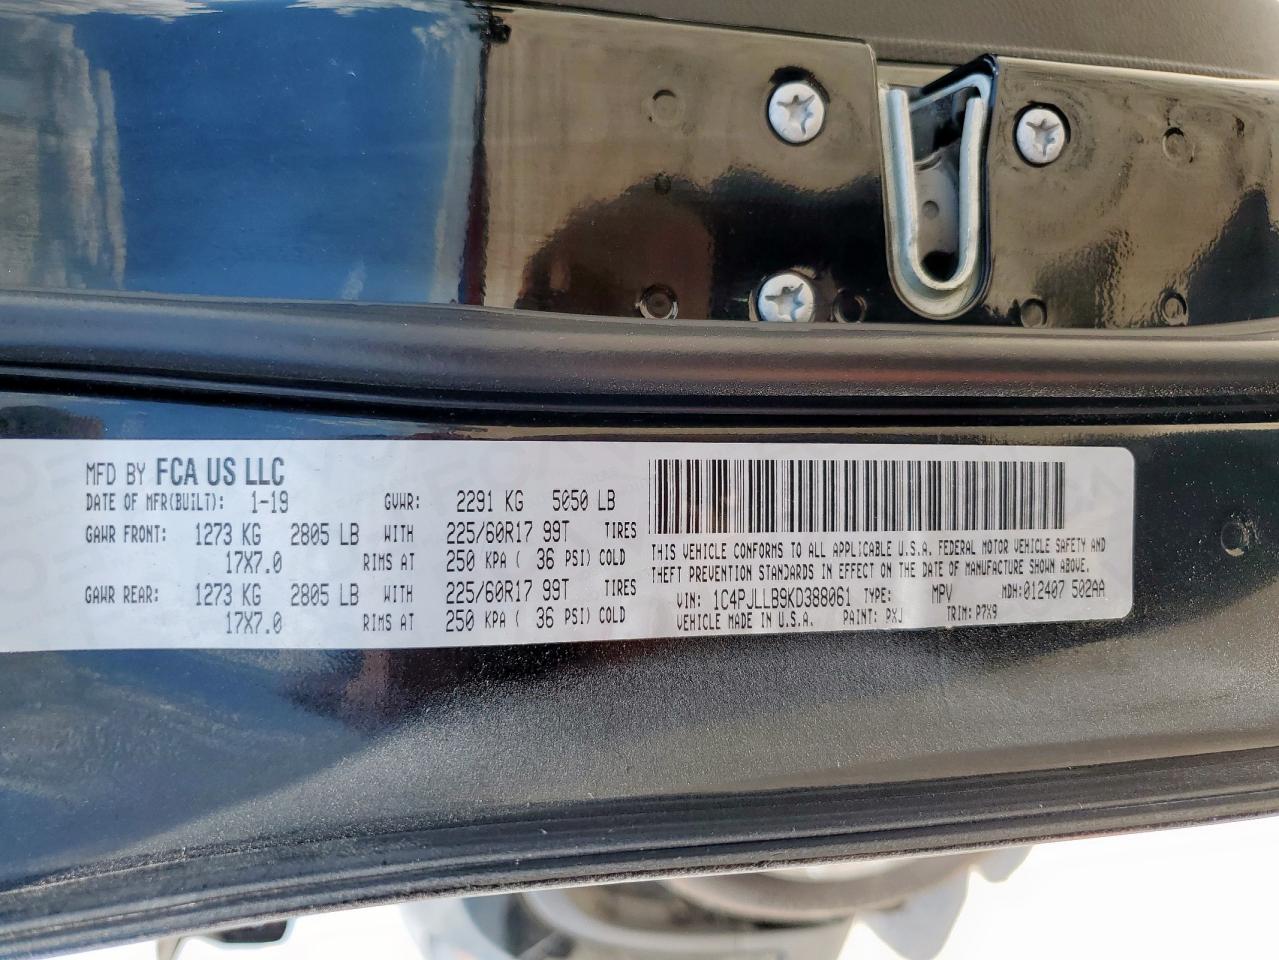 MFD BY FCA US LLC
DATE OF MFR(BUILT): 1-19 GVWR: 2291 KG 5050 LB
GAWR FRONT: 1273 KG 2805 LB WITH 225/60R17 99T TIRES
17X7.0 RIMS AT 250 KPA ( 36 PSI) COLD
GAWR REAR: 1273 KG 2805 LB WITH 225/60R17 99T TIRES
17X7.0 RIMS AT 250 KPA ( 36 PSI) COLD
THIS VEHICLE CONFORMS TO ALL APPLICABLE U.S.A. FEDERAL MOTOR VEHICLE SAFETY AND
THEFT PREVENTION STANDARDS IN EFFECT ON THE DATE OF MANUFACTURE SHOWN ABOVE.
VIN: 1C4PJLLB9KD388061 TYPE: MPV MDH:012407 502AA
VEHICLE MADE IN U.S.A. PAINT: PXJ TRIM: P7X9